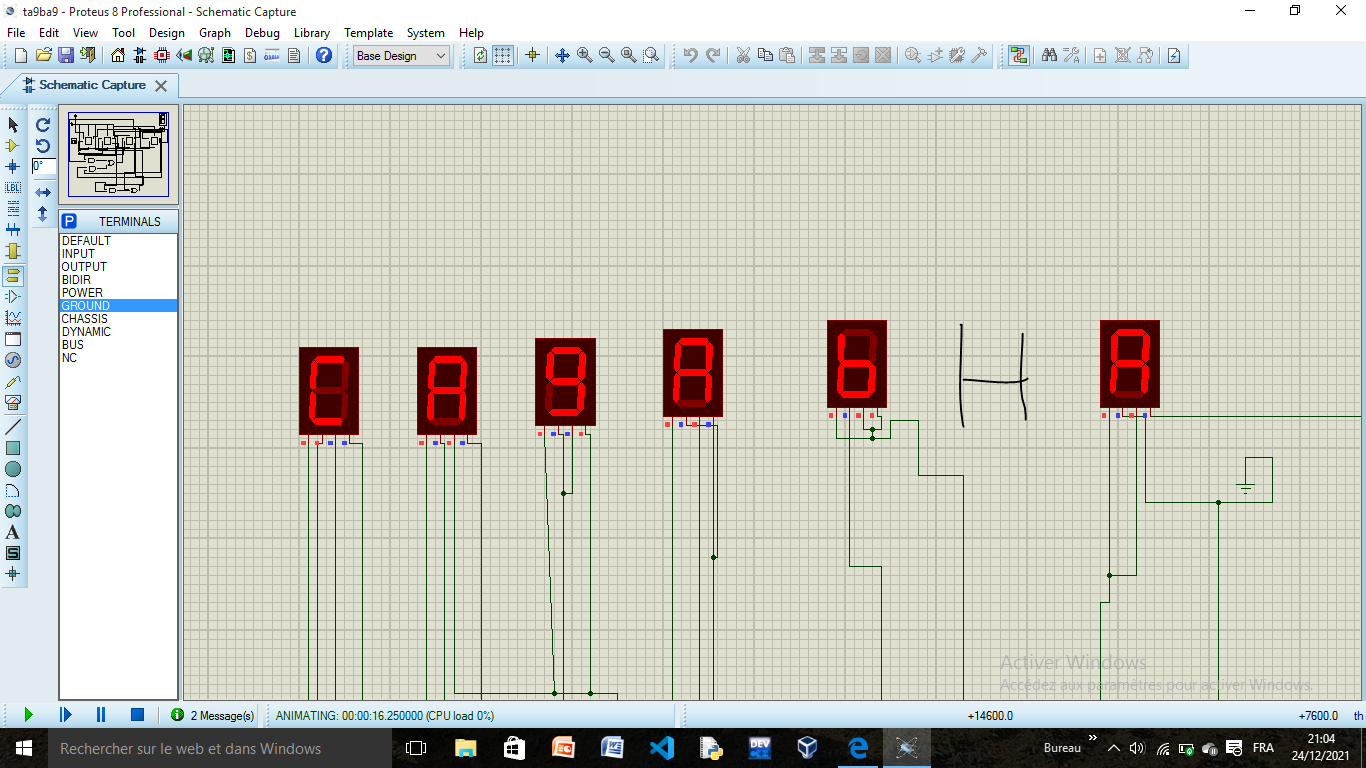 ta9ba9 - Proteus 8 Professional - Schematic Capture
File Edit View Tool Design Graph Debug Library Template System Help
Base Design
Schematic Capture
0°
LBL
P TERMINALS
DEFAULT
INPUT
OUTPUT
BIDIR
POWER
GROUND
CHASSIS
DYNAMIC
BUS
NC
A
S
C A 9 A b H A
Activer Windows
Accédez aux paramètres pour activer Windows.
2 Message(s) ANIMATING: 00:00:16.250000 (CPU load 0%) +14600.0 +7600.0 th
Rechercher sur le web et dans Windows
DEV
Bureau » FRA
21:04
24/12/2021